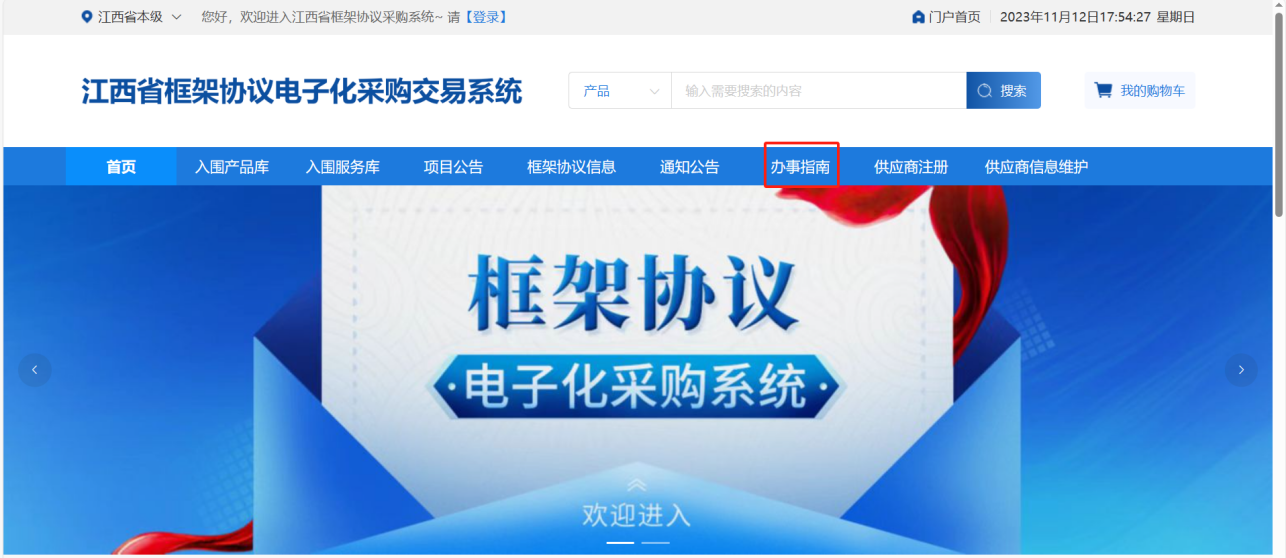 江西省本级 您好，欢迎进入江西省框架协议采购系统~ 请【登录】 门户首页 2023年11月12日17:54:27 星期日
江西省框架协议电子化采购交易系统 产品 输入需要搜索的内容 搜索 我的购物车
首页 入围产品库 入围服务库 项目公告 框架协议信息 通知公告 办事指南 供应商注册 供应商信息维护
框架协议
·电子化采购系统·
欢迎进入